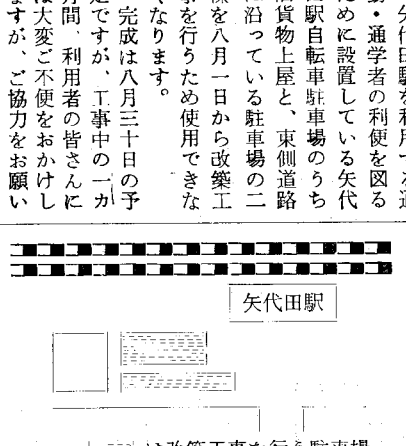 矢代田駅を利用する通
勤・通学者の利便を図る
ために設置している矢代
田駅自転車駐車場のうち
旧貨物上屋と、東側道路
に沿っている駐車場の二
棟を八月一日から改築工
事を行うため使用できな
くなります。
完成は八月三十日の予
定ですが、工事中の一カ
月間、利用者の皆さんに
は大変ご不便をおかけし
ますが、ご協力をお願い
矢代田駅
は改築工事を行う駐車場